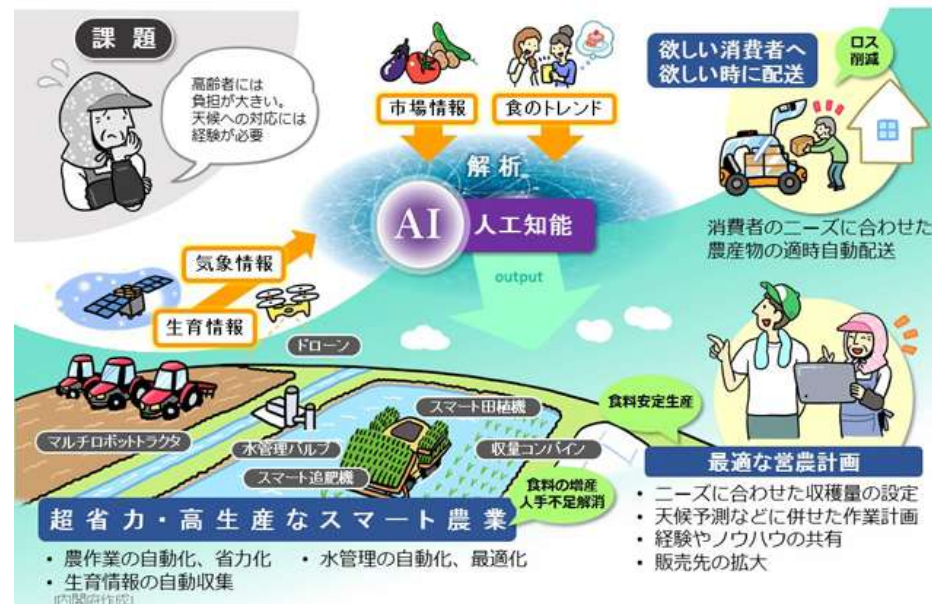 課題
高齢者には
負担が大きい。
天候への対応には
経験が必要
市場情報
食のトレンド
解析
AI 人工知能
output
気象情報
生育情報
欲しい消費者へ
欲しい時に配送
ロス
削減
消費者のニーズに合わせた
農産物の適時自動配送
ドローン
マルチロボットトラクタ
水管理バルブ
スマート追肥機
スマート田植機
収量コンバイン
食料安定生産
食料の増産
人手不足解消
超省力・高生産なスマート農業
・ 農作業の自動化、省力化 ・ 水管理の自動化、最適化
・ 生育情報の自動収集
[内閣府作成]
最適な営農計画
・ ニーズに合わせた収穫量の設定
・ 天候予測などに併せた作業計画
・ 経験やノウハウの共有
・ 販売先の拡大